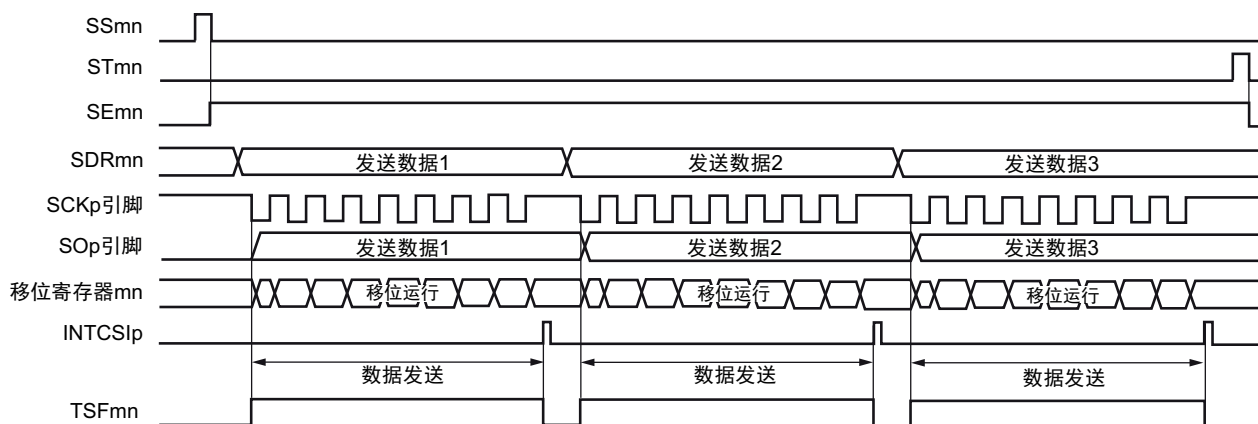 SSmn
STmn
SEmn
SDRmn 发送数据1 发送数据2 发送数据3
SCKp引脚
SOp引脚 发送数据1 发送数据2 发送数据3
移位寄存器mn 移位运行 移位运行 移位运行
INTCSIp
数据发送 数据发送 数据发送
TSFmn